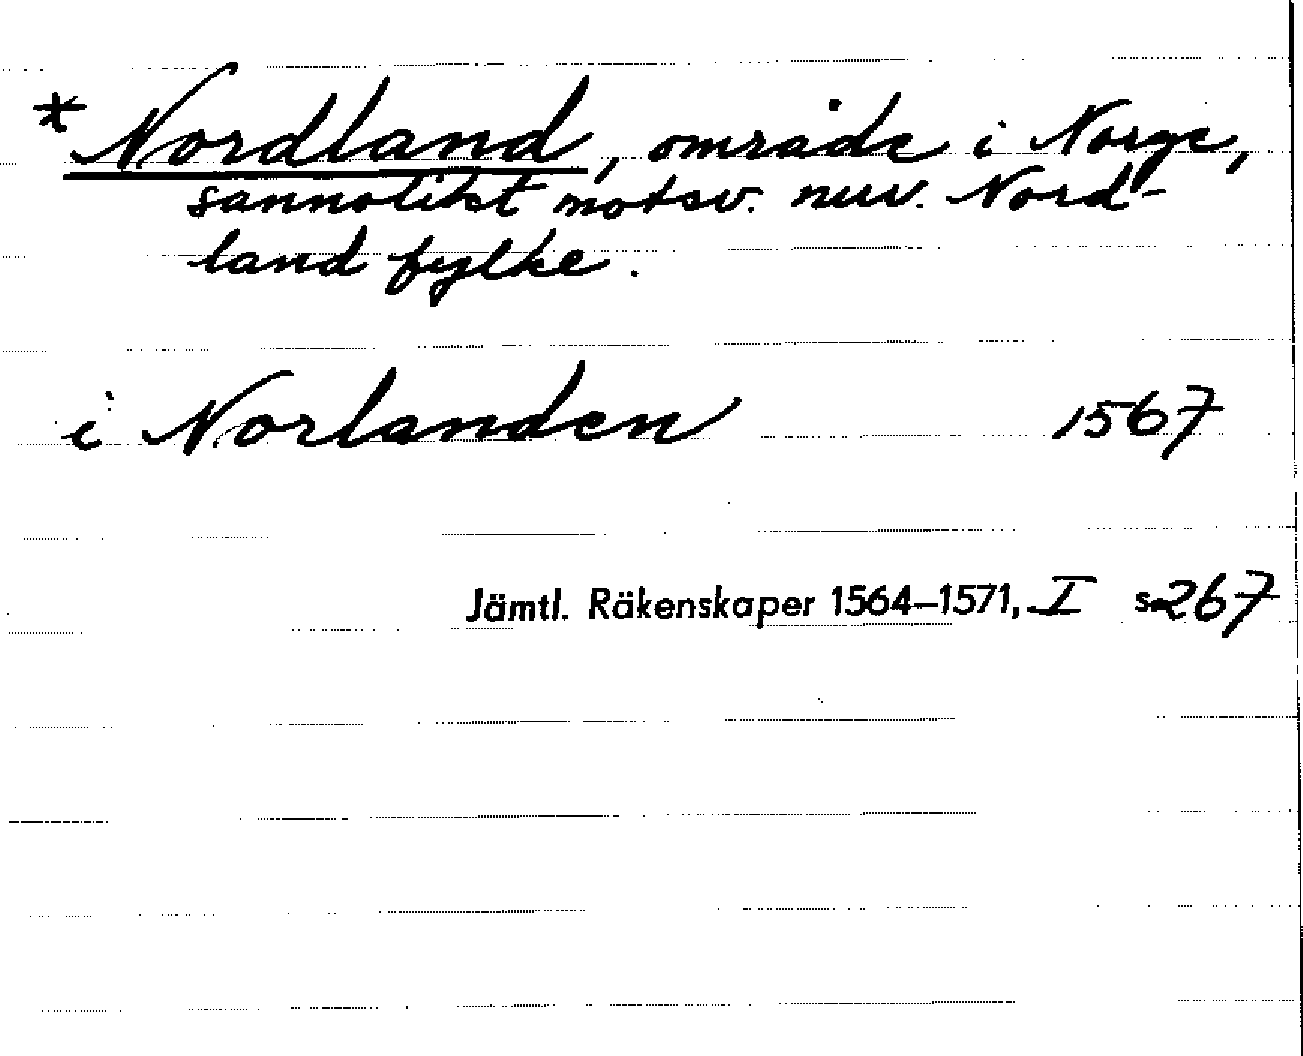 * Nordland, område i Norge,
sannolikt motsv. nuv. Nord-
land fylke.
i Norlanden 1567
Jämtl. Räkenskaper 1564–1571, I s. 267